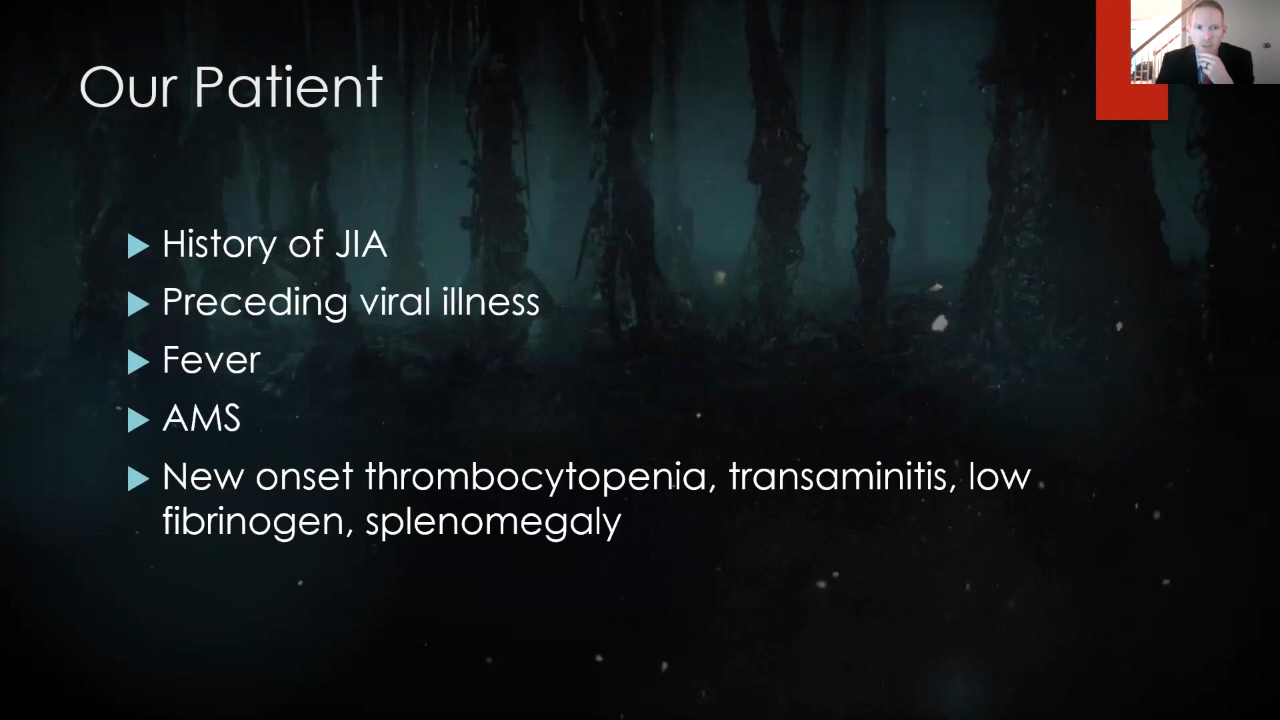 Our Patient
History of JIA
Preceding viral illness
Fever
AMS
New onset thrombocytopenia, transaminitis, low
fibrinogen, splenomegaly